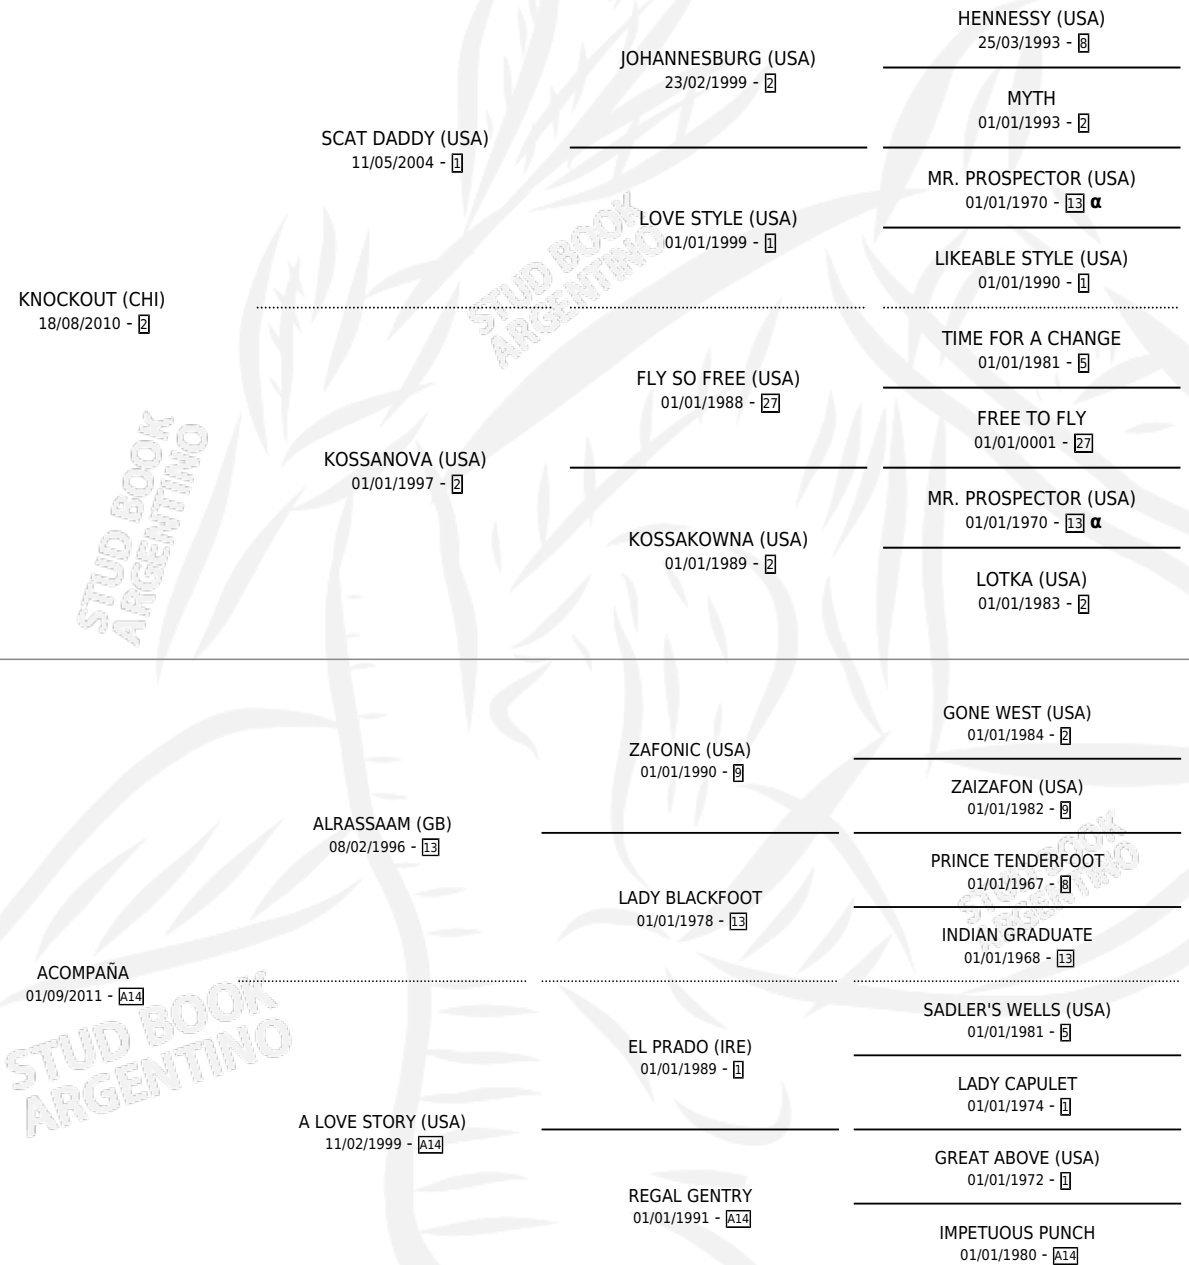 HENNESSY (USA)
25/03/1993 - 8
JOHANNESBURG (USA)
23/02/1999 - 2
MYTH
01/01/1993 - 2
SCAT DADDY (USA)
11/05/2004 - 1
MR. PROSPECTOR (USA)
01/01/1970 - 13 α
LOVE STYLE (USA)
01/01/1999 - 1
LIKEABLE STYLE (USA)
01/01/1990 - 1
KNOCKOUT (CHI)
18/08/2010 - 2
TIME FOR A CHANGE
01/01/1981 - 5
FLY SO FREE (USA)
01/01/1988 - 27
FREE TO FLY
01/01/0001 - 27
KOSSANOVA (USA)
01/01/1997 - 2
MR. PROSPECTOR (USA)
01/01/1970 - 13 α
KOSSAKOWNA (USA)
01/01/1989 - 2
LOTKA (USA)
01/01/1983 - 2
GONE WEST (USA)
01/01/1984 - 2
ZAFONIC (USA)
01/01/1990 - 9
ZAIZAFON (USA)
01/01/1982 - 9
ALRASSAAM (GB)
08/02/1996 - 13
PRINCE TENDERFOOT
01/01/1967 - 8
LADY BLACKFOOT
01/01/1978 - 13
INDIAN GRADUATE
01/01/1968 - 13
ACOMPAÑA
01/09/2011 - A14
SADLER'S WELLS (USA)
01/01/1981 - 5
EL PRADO (IRE)
01/01/1989 - 1
LADY CAPULET
01/01/1974 - 1
A LOVE STORY (USA)
11/02/1999 - A14
GREAT ABOVE (USA)
01/01/1972 - 1
REGAL GENTRY
01/01/1991 - A14
IMPETUOUS PUNCH
01/01/1980 - A14
STUD BOOK
ARGENTINO
STUD BOOK
ARGENTINO
STUD BOOK
ARGENTINO
STUD BOOK
ARGENTINO